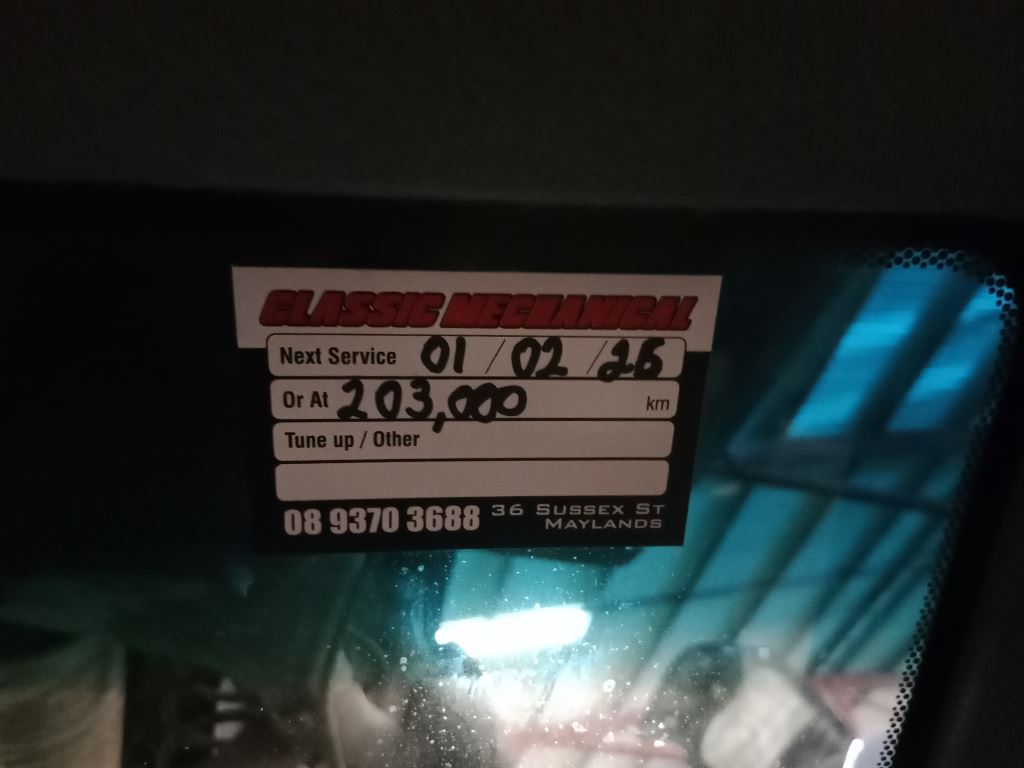 CLASSIC MECHANICAL
Next Service 01 / 02 / 26
Or At 203,000 km
Tune up / Other
08 9370 3688 36 SUSSEX ST
MAYLANDS